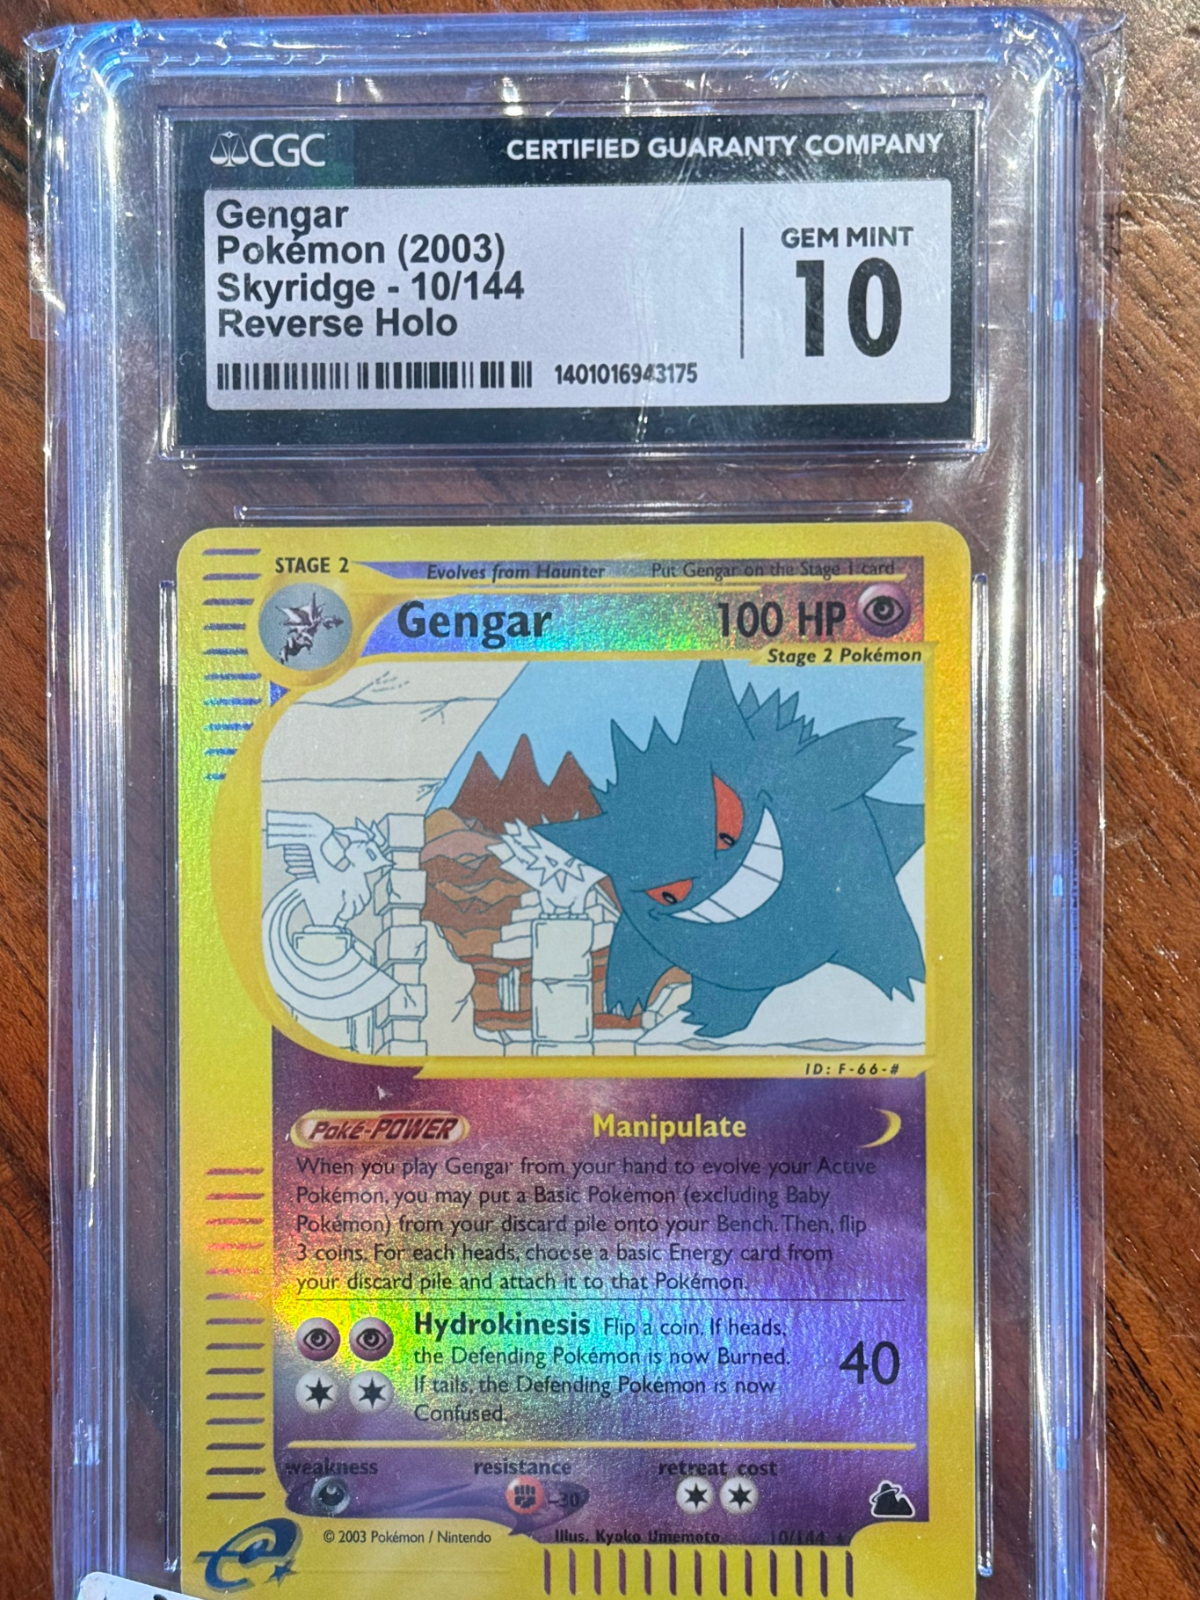 CGC
CERTIFIED GUARANTY COMPANY
Gengar
Pokémon (2003)
Skyridge - 10/144
Reverse Holo
GEM MINT
10
1401016943175
STAGE 2
Evolves from Haunter
Put Gengar on the Stage 1 card
Gengar
100 HP
Stage 2 Pokémon
ID: F-66-#
Poké-POWER
Manipulate
When you play Gengar from your hand to evolve your Active
Pokémon, you may put a Basic Pokémon (excluding Baby
Pokémon) from your discard pile onto your Bench. Then, flip
3 coins. For each heads, choose a basic Energy card from
your discard pile and attach it to that Pokémon.
Hydrokinesis Flip a coin. If heads,
the Defending Pokémon is now Burned.
If tails, the Defending Pokémon is now
Confused.
40
weakness
resistance
retreat cost
-30
© 2003 Pokémon / Nintendo
Illus. Kyoko Umemoto
10/144 ★
e